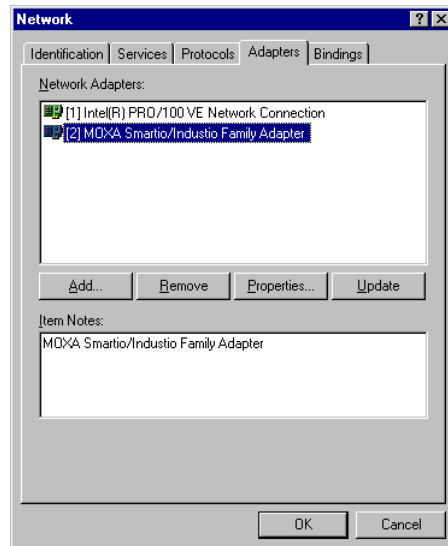 Network
Identification Services Protocols Adapters Bindings
Network Adapters:
[1] Intel(R) PRO/100 VE Network Connection
[2] MOXA Smartio/Industio Family Adapter
Add... Remove Properties... Update
Item Notes:
MOXA Smartio/Industio Family Adapter
OK Cancel